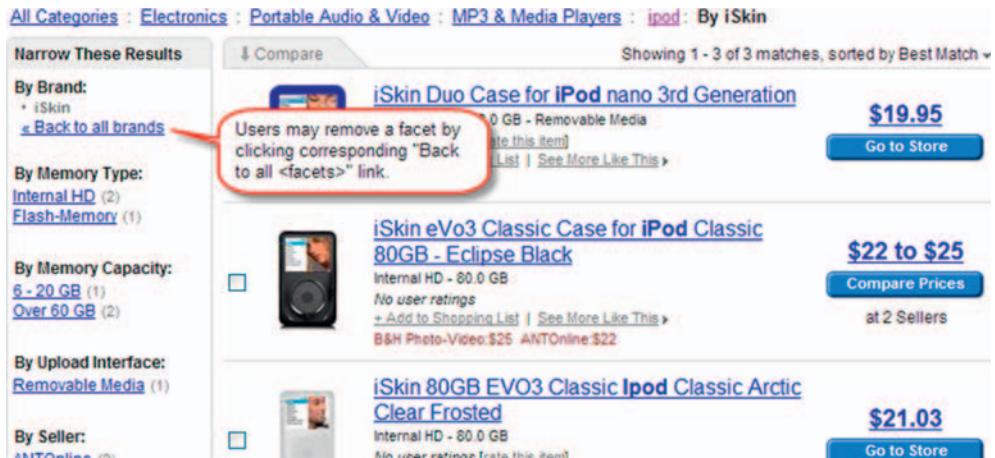 All Categories : Electronics : Portable Audio & Video : MP3 & Media Players : ipod : By iSkin
Narrow These Results
By Brand:
• iSkin
« Back to all brands
By Memory Type:
Internal HD (2)
Flash-Memory (1)
By Memory Capacity:
6 - 20 GB (1)
Over 60 GB (2)
By Upload Interface:
Removable Media (1)
By Seller:
ANTOnline
Users may remove a facet by
clicking corresponding "Back
to all <facets>" link.
Compare
Showing 1 - 3 of 3 matches, sorted by Best Match
iSkin Duo Case for iPod nano 3rd Generation
0 GB - Removable Media
te this item]
List | See More Like This
$19.95
Go to Store
iSkin eVo3 Classic Case for iPod Classic
80GB - Eclipse Black
Internal HD - 80.0 GB
No user ratings
+ Add to Shopping List | See More Like This
B&H Photo-Video:$25 ANTOnline:$22
$22 to $25
Compare Prices
at 2 Sellers
iSkin 80GB EVO3 Classic Ipod Classic Arctic
Clear Frosted
Internal HD - 80.0 GB
No user ratings [rate this item]
$21.03
Go to Store